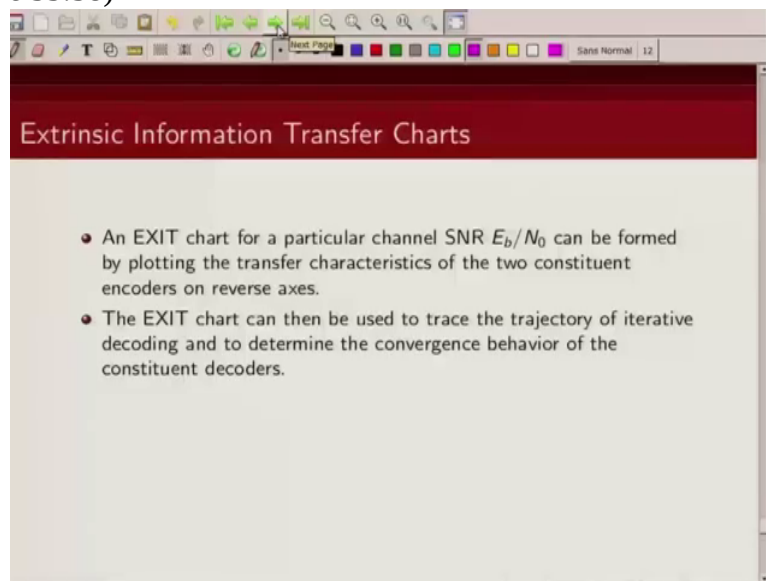 Next Page
Sans Normal 12
Extrinsic Information Transfer Charts
An EXIT chart for a particular channel SNR E_b/N_0 can be formed
by plotting the transfer characteristics of the two constituent
encoders on reverse axes.
The EXIT chart can then be used to trace the trajectory of iterative
decoding and to determine the convergence behavior of the
constituent decoders.